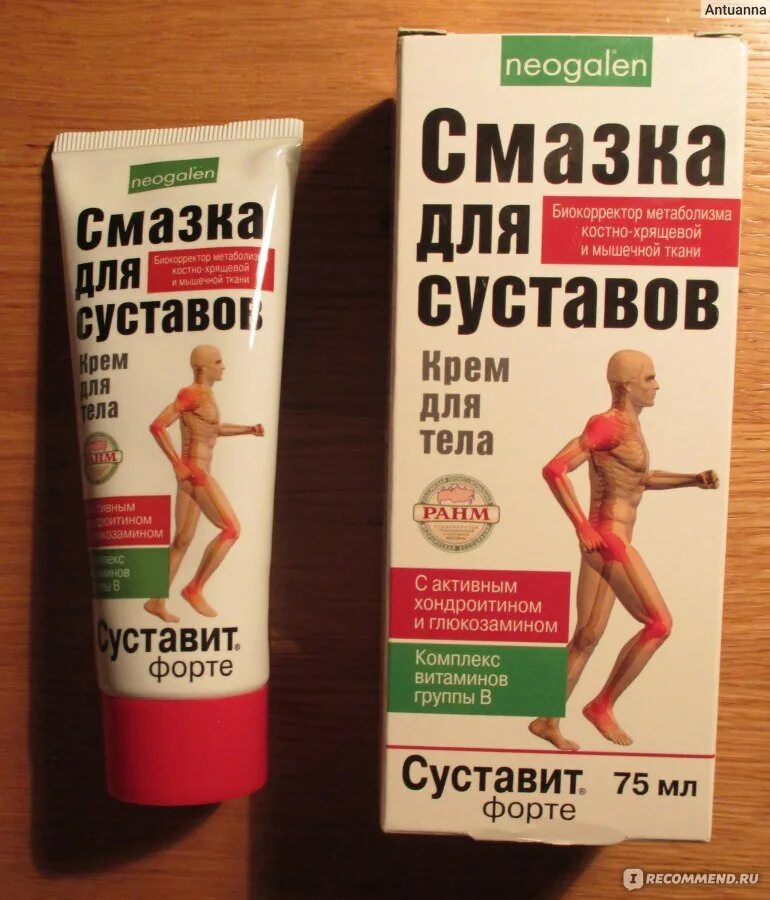 Antuanna
neogalen
Смазка
для
суставов
Биокорректор метаболизма
костно-хрящевой
и мышечной ткани
Крем
для
тела
РАНМ
С активным
хондроитином
и глюкозамином
Комплекс
витаминов
группы В
Суставит®
форте
75 мл
neogalen
Смазка
для
суставов
Биокорректор метаболизма
костно-хрящевой
и мышечной ткани
Крем
для
тела
РАНМ
активным
хондроитином
глюкозамином
витаминов
группы В
Суставит®
форте
IRECOMMEND.RU